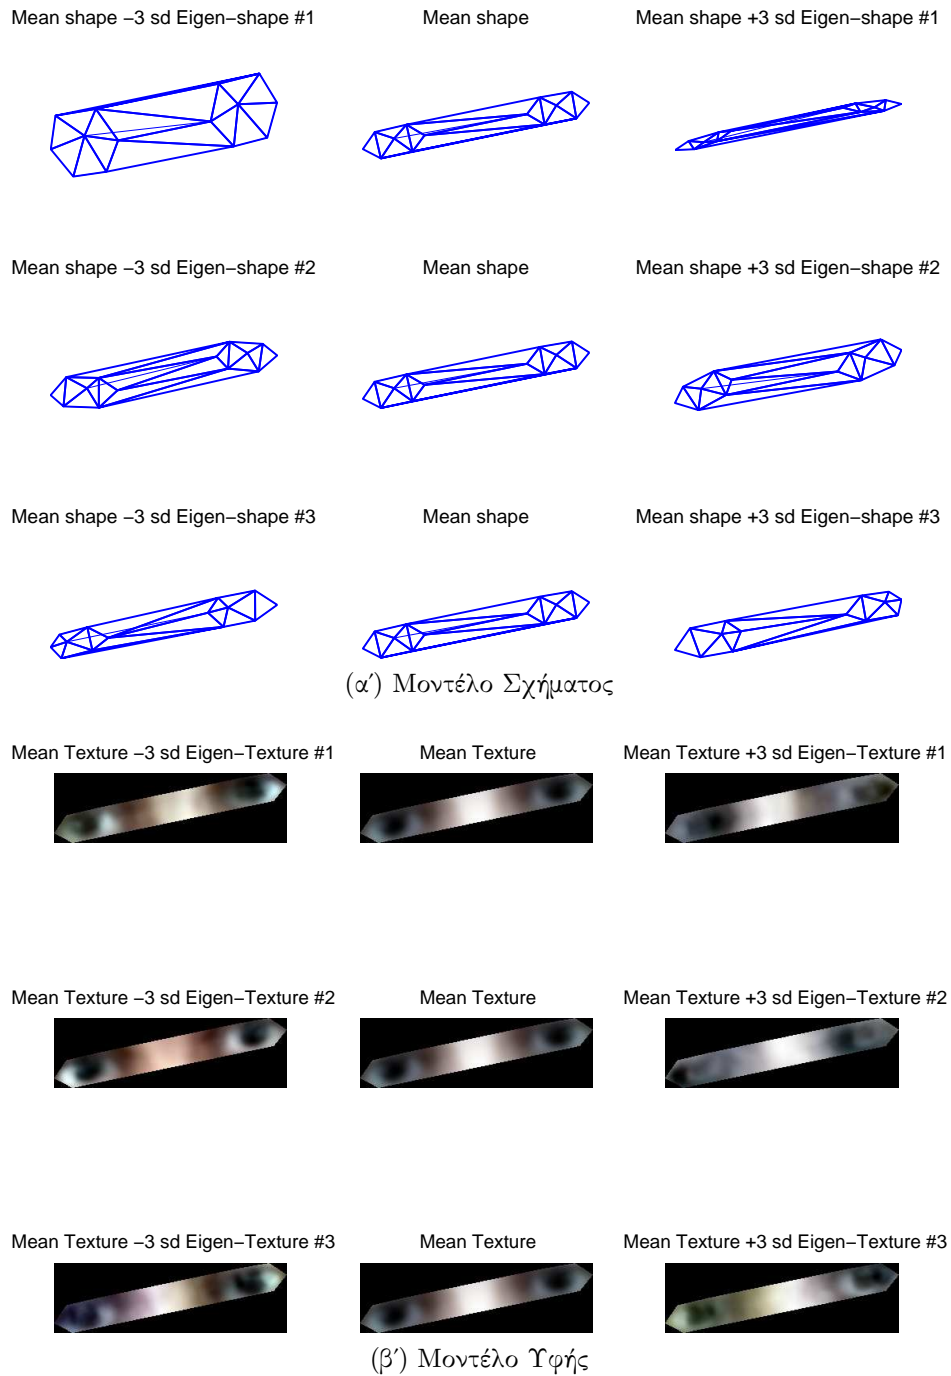 Mean shape −3 sd Eigen−shape #1 Mean shape Mean shape +3 sd Eigen−shape #1
Mean shape −3 sd Eigen−shape #2 Mean shape Mean shape +3 sd Eigen−shape #2
Mean shape −3 sd Eigen−shape #3 Mean shape Mean shape +3 sd Eigen−shape #3
(αʹ) Μοντέλο Σχήματος
Mean Texture −3 sd Eigen−Texture #1 Mean Texture Mean Texture +3 sd Eigen−Texture #1
Mean Texture −3 sd Eigen−Texture #2 Mean Texture Mean Texture +3 sd Eigen−Texture #2
Mean Texture −3 sd Eigen−Texture #3 Mean Texture Mean Texture +3 sd Eigen−Texture #3
(βʹ) Μοντέλο Υφής